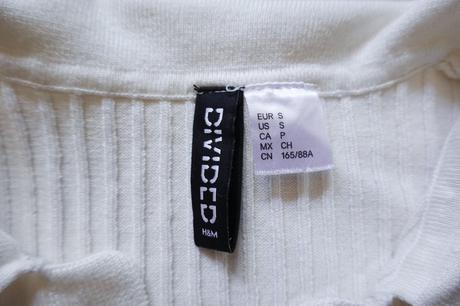 DIVIDED
H&M
EUR S
US S
CA P
MX CH
CN 165/88A